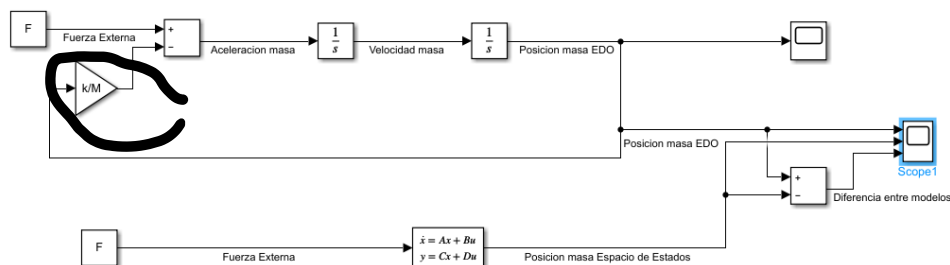 F
Fuerza Externa
+
−
Aceleracion masa
1
s
Velocidad masa
1
s
Posicion masa EDO
k/M
Posicion masa EDO
Scope1
+
−
Diferencia entre modelos
F
Fuerza Externa
ẋ = Ax + Bu
y = Cx + Du
Posicion masa Espacio de Estados